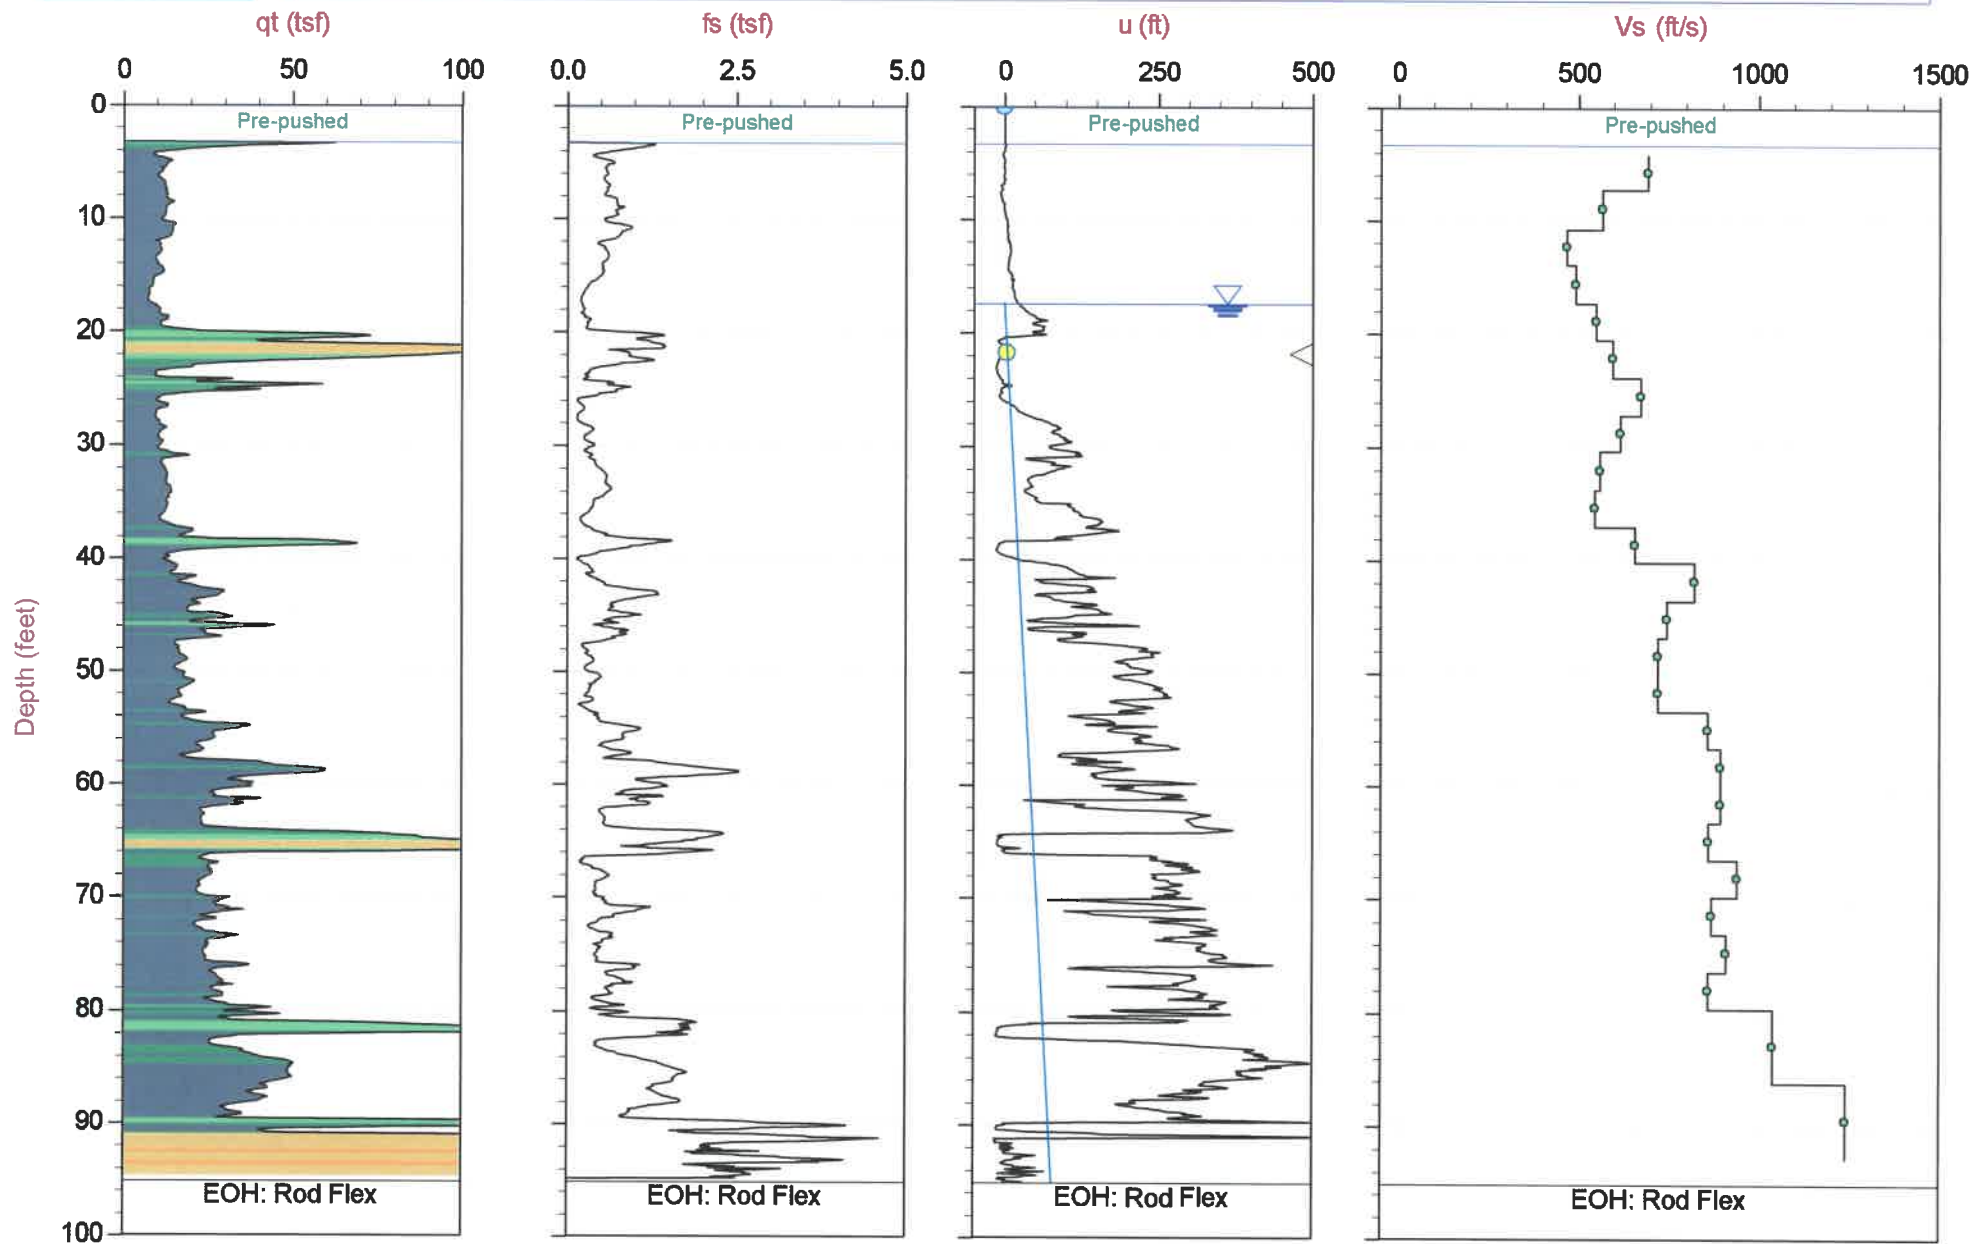 qt (tsf)
fs (tsf)
u (ft)
Vs (ft/s)
0 50 100
0.0 2.5 5.0
0 250 500
0 500 1000 1500
0
Pre-pushed
Pre-pushed
Pre-pushed
Pre-pushed
10
20
30
40
50
60
70
80
90
100
Depth (feet)
EOH: Rod Flex
EOH: Rod Flex
EOH: Rod Flex
EOH: Rod Flex